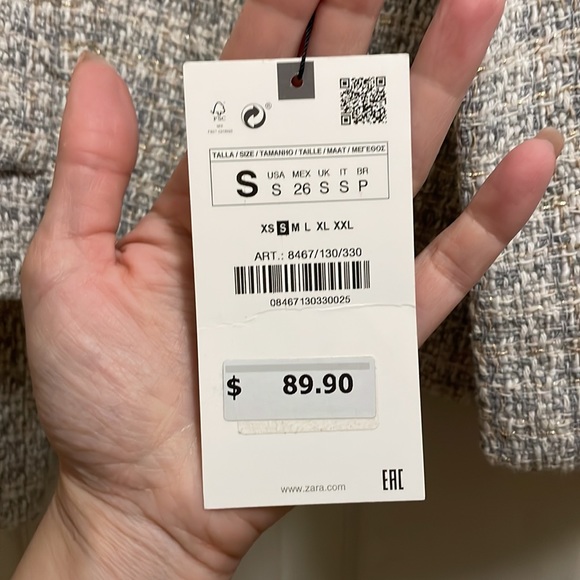 FSC
TALLA / SIZE / TAMANHO / TAILLE / MAAT / ΜΕΓΕΘΟΣ
S USA MEX UK IT BR
S 26 S S P
XS S M L XL XXL
ART.: 8467/130/330
08467130330025
$ 89.90
www.zara.com
EAC